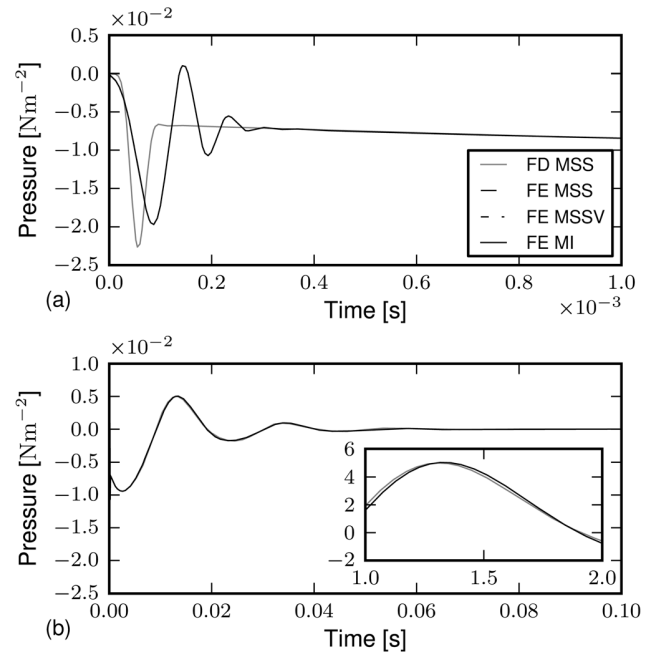 ×10⁻²
0.5
0.0
−0.5
−1.0
−1.5
−2.0
−2.5
Pressure [Nm⁻²]
FD MSS
FE MSS
FE MSSV
FE MI
0.0 0.2 0.4 0.6 0.8 1.0
Time [s]
×10⁻³
(a)
×10⁻²
1.0
0.5
0.0
−0.5
−1.0
−1.5
−2.0
−2.5
Pressure [Nm⁻²]
6
4
2
0
−2
1.0 1.5 2.0
0.00 0.02 0.04 0.06 0.08 0.10
Time [s]
(b)